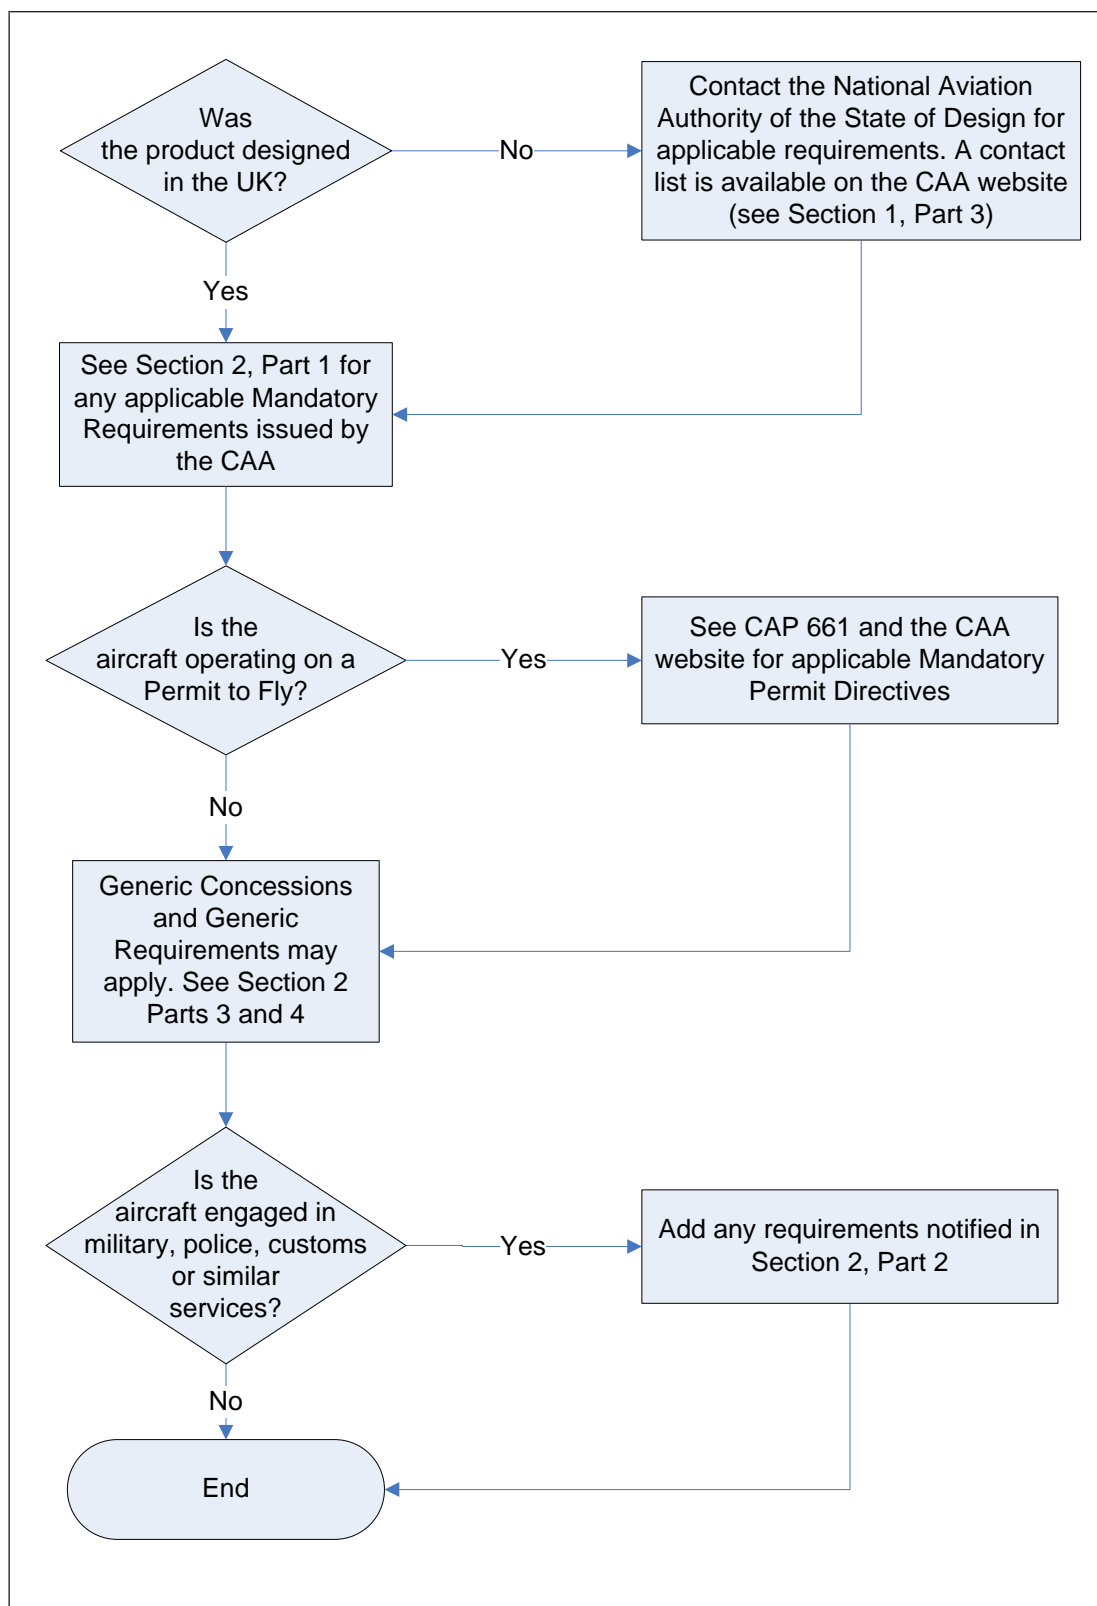 Was
the product designed
in the UK?
No
Contact the National Aviation
Authority of the State of Design for
applicable requirements. A contact
list is available on the CAA website
(see Section 1, Part 3)
Yes
See Section 2, Part 1 for
any applicable Mandatory
Requirements issued by
the CAA
Is the
aircraft operating on a
Permit to Fly?
Yes
See CAP 661 and the CAA
website for applicable Mandatory
Permit Directives
No
Generic Concessions
and Generic
Requirements may
apply. See Section 2
Parts 3 and 4
Is the
aircraft engaged in
military, police, customs
or similar
services?
Yes
Add any requirements notified in
Section 2, Part 2
No
End